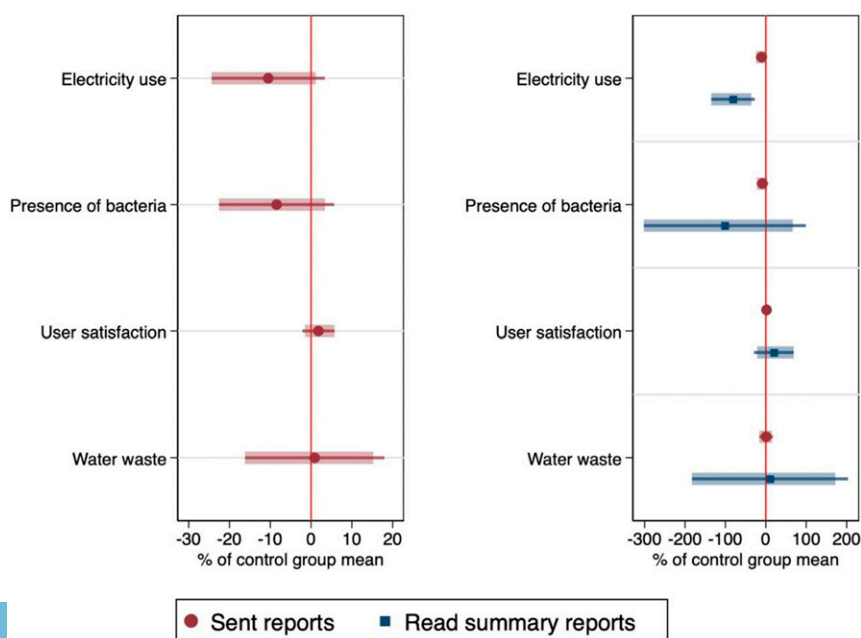 Electricity use
Presence of bacteria
User satisfaction
Water waste
-30 -20 -10 0 10 20
% of control group mean
Electricity use
Presence of bacteria
User satisfaction
Water waste
-300 -200 -100 0 100 200
% of control group mean
Sent reports Read summary reports